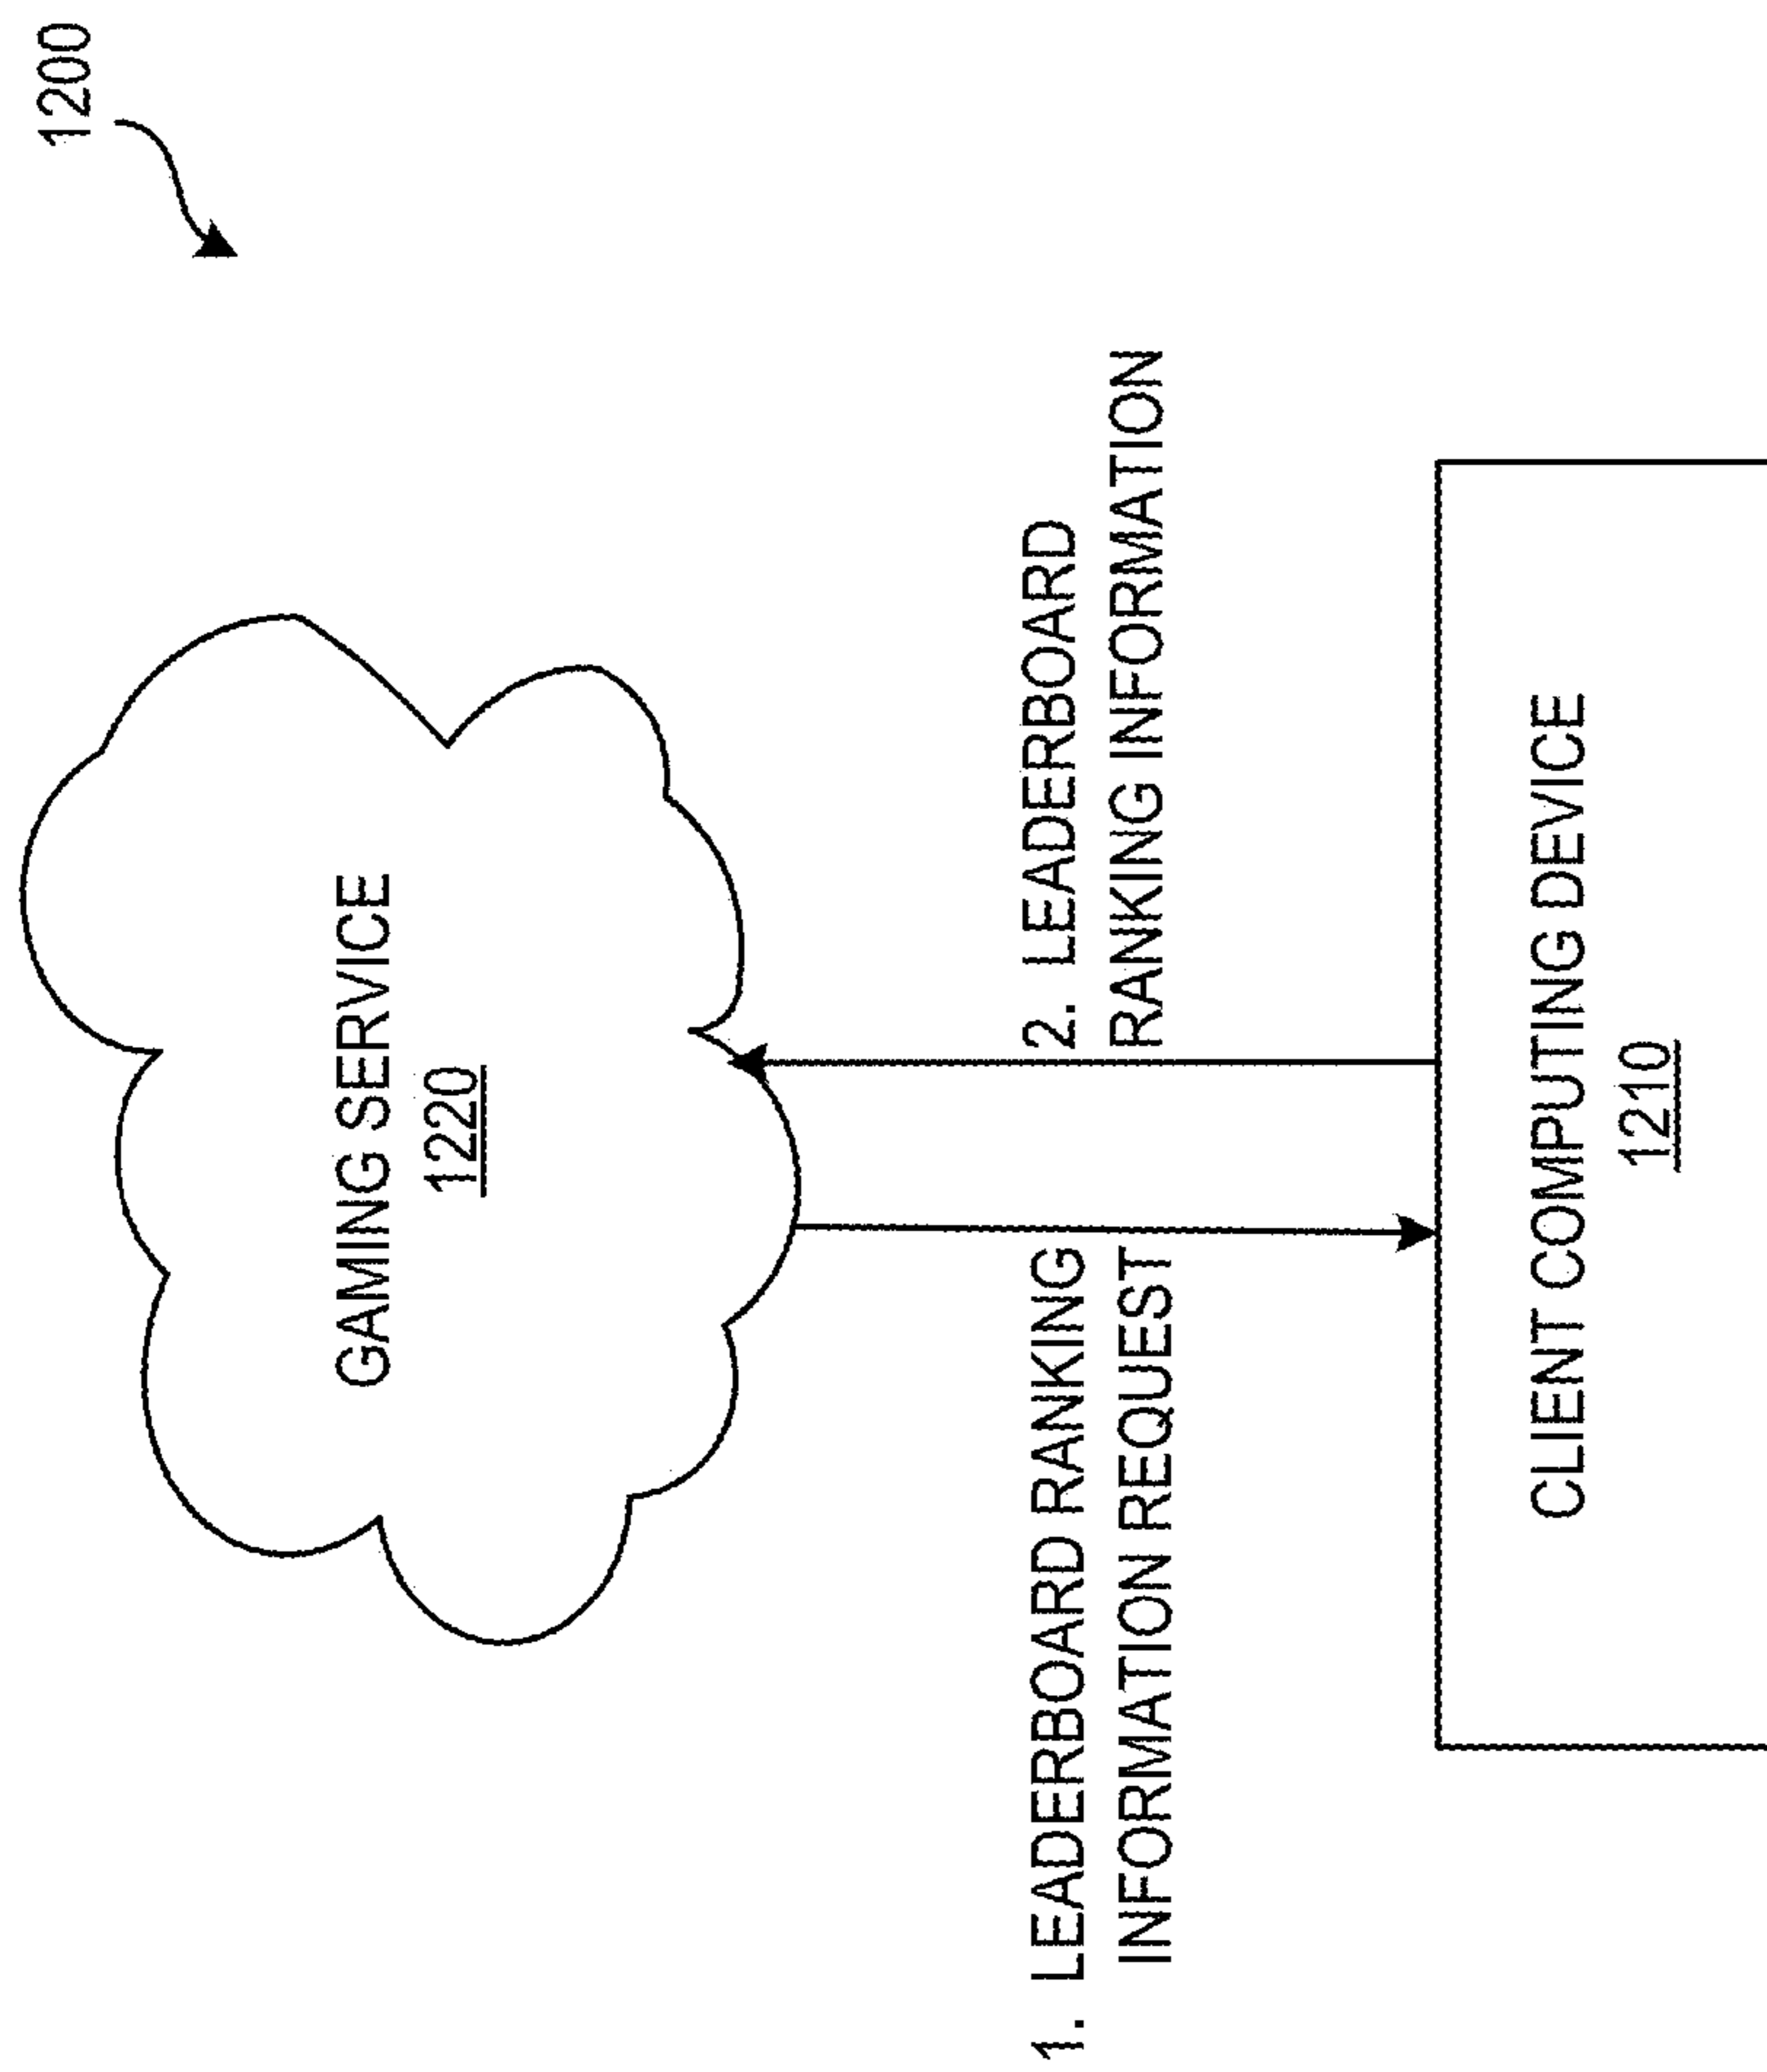 1200
GAMING SERVICE
1220
1. LEADERBOARD RANKING
INFORMATION REQUEST
2. LEADERBOARD
RANKING INFORMATION
CLIENT COMPUTING DEVICE
1210